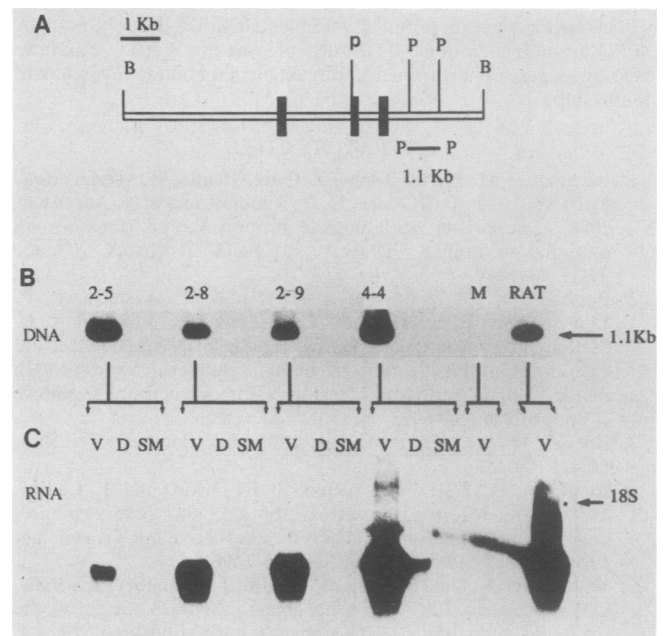 A
1 Kb
B p P P B
P P
1.1 Kb
B
2-5 2-8 2-9 4-4 M RAT
DNA 1.1Kb
C
V D SM V D SM V D SM V D SM V V
RNA 18S